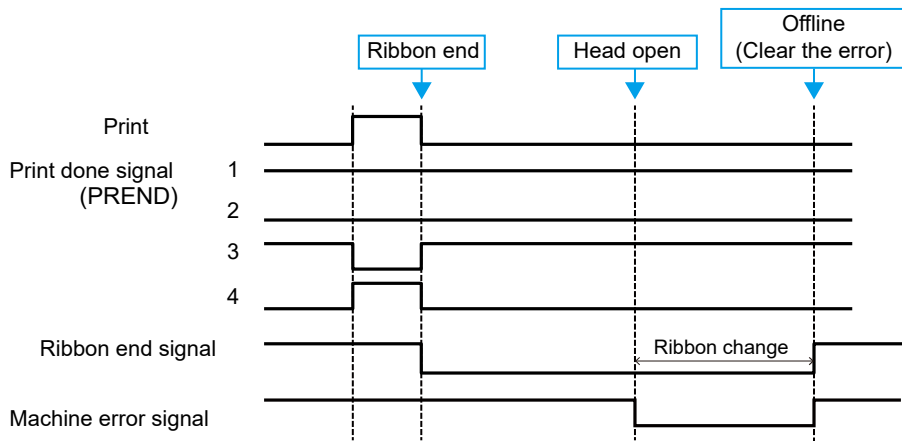 Offline
(Clear the error)
Ribbon end
Head open
Print
Print done signal
(PREND)
1
2
3
4
Ribbon end signal
Ribbon change
Machine error signal